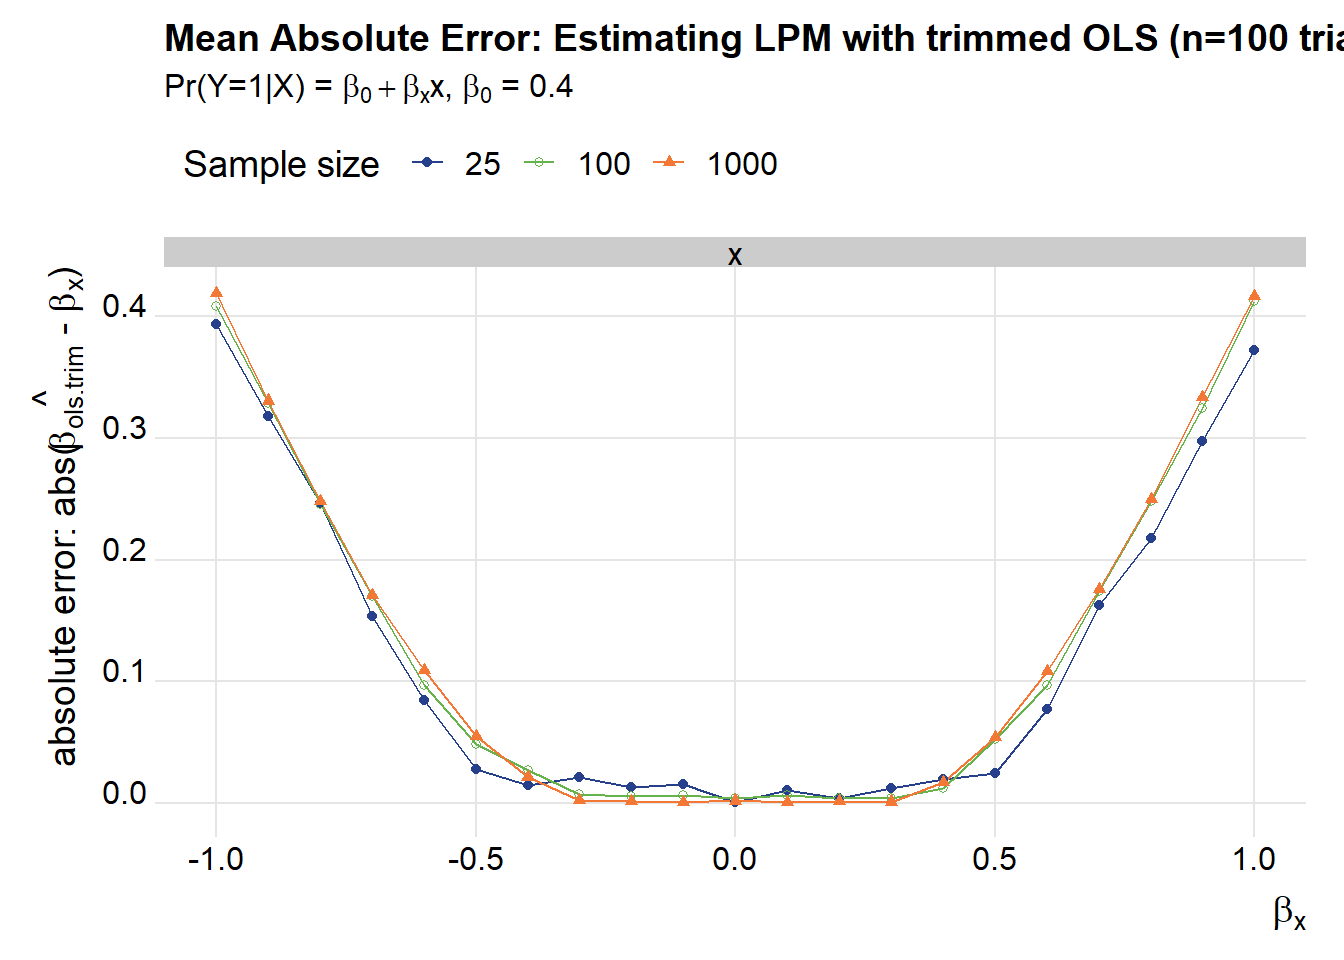 Mean Absolute Error: Estimating LPM with trimmed OLS (n=100
Pr(Y=1|X) = β0 + βxx, β0 = 0.4
Sample size 25 100 1000
x
absolute error: abs(β̂ols.trim - βx)
0.4
0.3
0.2
0.1
0.0
-1.0 -0.5 0.0 0.5 1.0
βx